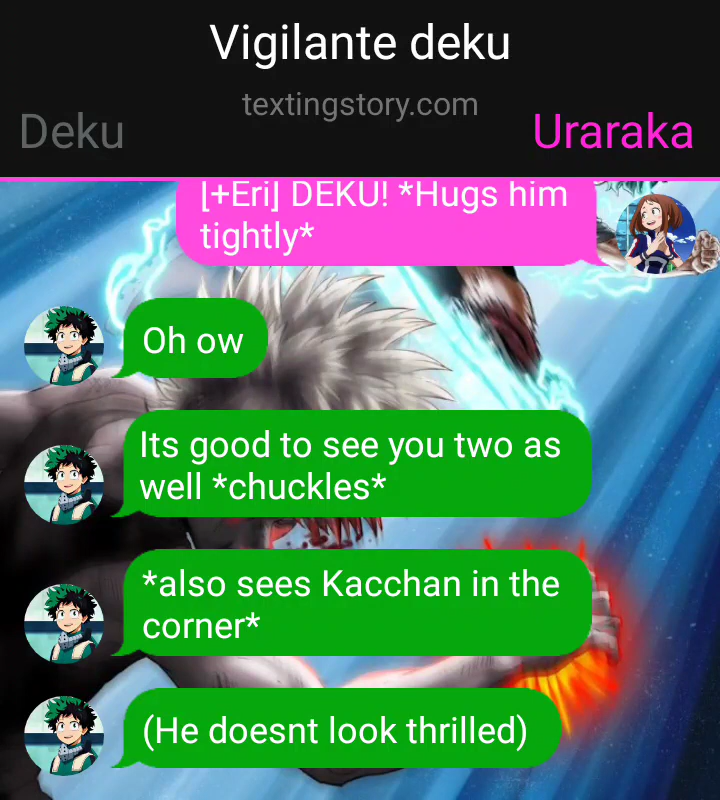 Vigilante deku
textingstory.com
Deku
Uraraka
[+Eri] DEKU! *Hugs him
tightly*
Oh ow
Its good to see you two as
well *chuckles*
*also sees Kacchan in the
corner*
(He doesnt look thrilled)